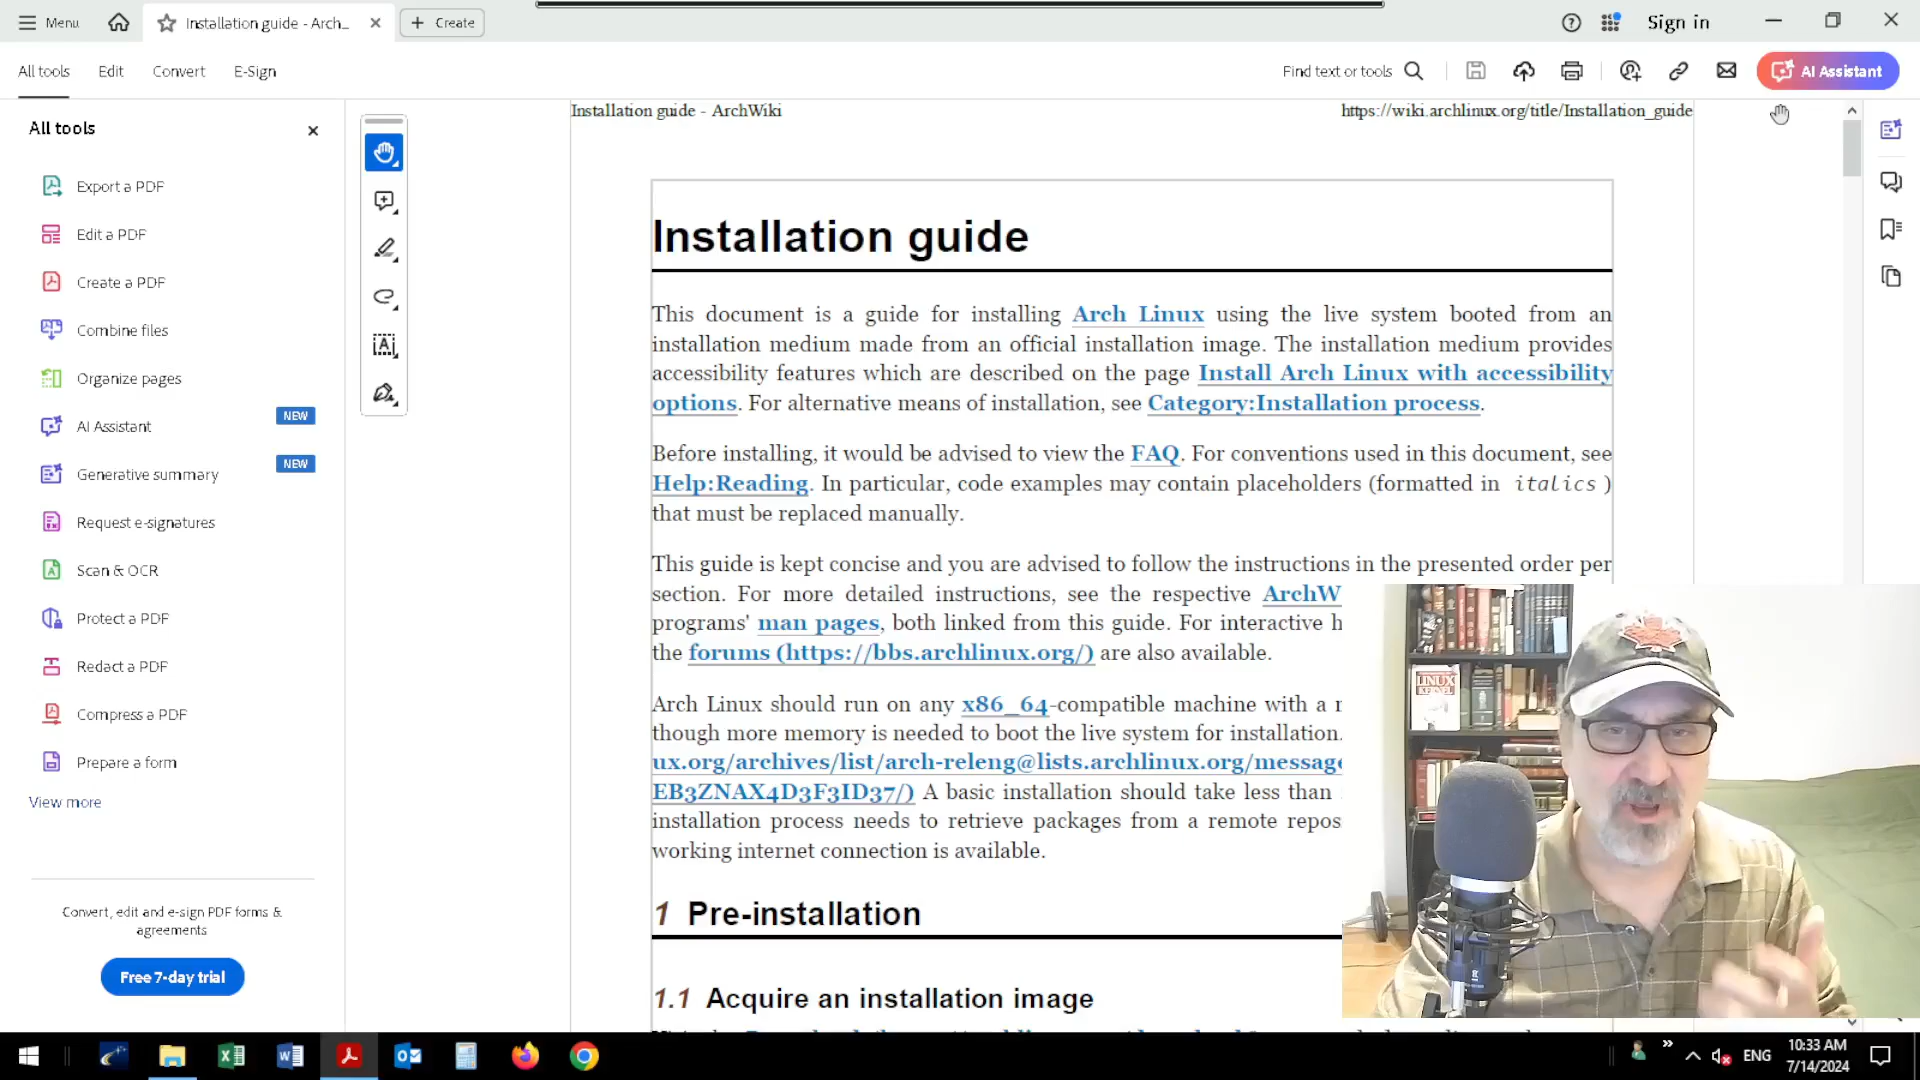 Menu
Installation guide - Arch_
Create
Sign in
All tools
Edit
Convert
E-Sign
Find text or tools
AI Assistant
All tools
Export a PDF
Edit a PDF
Create a PDF
Combine files
Organize pages
AI Assistant
NEW
Generative summary
NEW
Request e-signatures
Scan & OCR
Protect a PDF
Redact a PDF
Compress a PDF
Prepare a form
View more
Convert, edit and e-sign PDF forms &
agreements
Free 7-day trial
Installation guide - ArchWiki
https://wiki.archlinux.org/title/Installation_guide
Installation guide
This document is a guide for installing Arch Linux using the live system booted from an
installation medium made from an official installation image. The installation medium provides
accessibility features which are described on the page Install Arch Linux with accessibility
options. For alternative means of installation, see Category:Installation process.
Before installing, it would be advised to view the FAQ. For conventions used in this document, see
Help:Reading. In particular, code examples may contain placeholders (formatted in italics )
that must be replaced manually.
This guide is kept concise and you are advised to follow the instructions in the presented order per
section. For more detailed instructions, see the respective ArchW
programs' man pages, both linked from this guide. For interactive h
the forums (https://bbs.archlinux.org/) are also available.
Arch Linux should run on any x86_64-compatible machine with a
though more memory is needed to boot the live system for installation.
ux.org/archives/list/arch-releng@lists.archlinux.org/message
EB3ZNAX4D3F3ID37/) A basic installation should take less than
installation process needs to retrieve packages from a remote repos
working internet connection is available.
1 Pre-installation
1.1 Acquire an installation image
LINUX
KERNEL
ENG
10:33 AM
7/14/2024